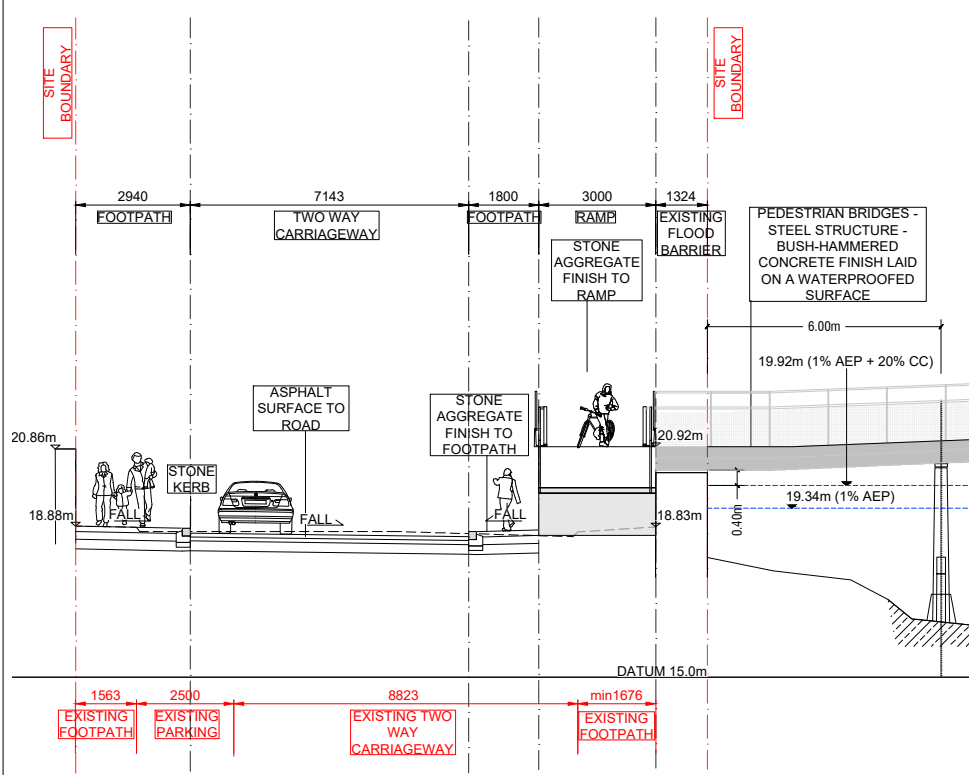 SITE
BOUNDARY
SITE
BOUNDARY
2940
7143
1800
3000
1324
FOOTPATH
TWO WAY
CARRIAGEWAY
FOOTPATH
RAMP
EXISTING
FLOOD
BARRIER
PEDESTRIAN BRIDGES -
STEEL STRUCTURE -
BUSH-HAMMERED
CONCRETE FINISH LAID
ON A WATERPROOFED
SURFACE
STONE
AGGREGATE
FINISH TO
RAMP
6.00m
19.92m (1% AEP + 20% CC)
ASPHALT
SURFACE TO
ROAD
STONE
AGGREGATE
FINISH TO
FOOTPATH
20.86m
20.92m
STONE
KERB
19.34m (1% AEP)
18.88m
FALL
FALL
FALL
18.83m
0.40m
DATUM 15.0m
1563
2500
8823
min1676
EXISTING
FOOTPATH
EXISTING
PARKING
EXISTING TWO
WAY
CARRIAGEWAY
EXISTING
FOOTPATH